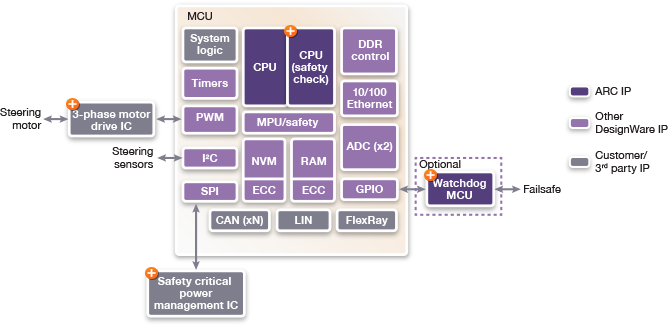 MCU
System
logic
CPU
CPU
(safety
check)
DDR
control
Timers
10/100
Ethernet
ARC IP
Steering
motor
3-phase motor
drive IC
PWM
MPU/safety
Other
DesignWare IP
Steering
sensors
I²C
NVM
RAM
ADC (x2)
Optional
Customer/
3rd party IP
SPI
ECC
ECC
GPIO
Watchdog
MCU
Failsafe
CAN (xN)
LIN
FlexRay
Safety critical
power
management IC